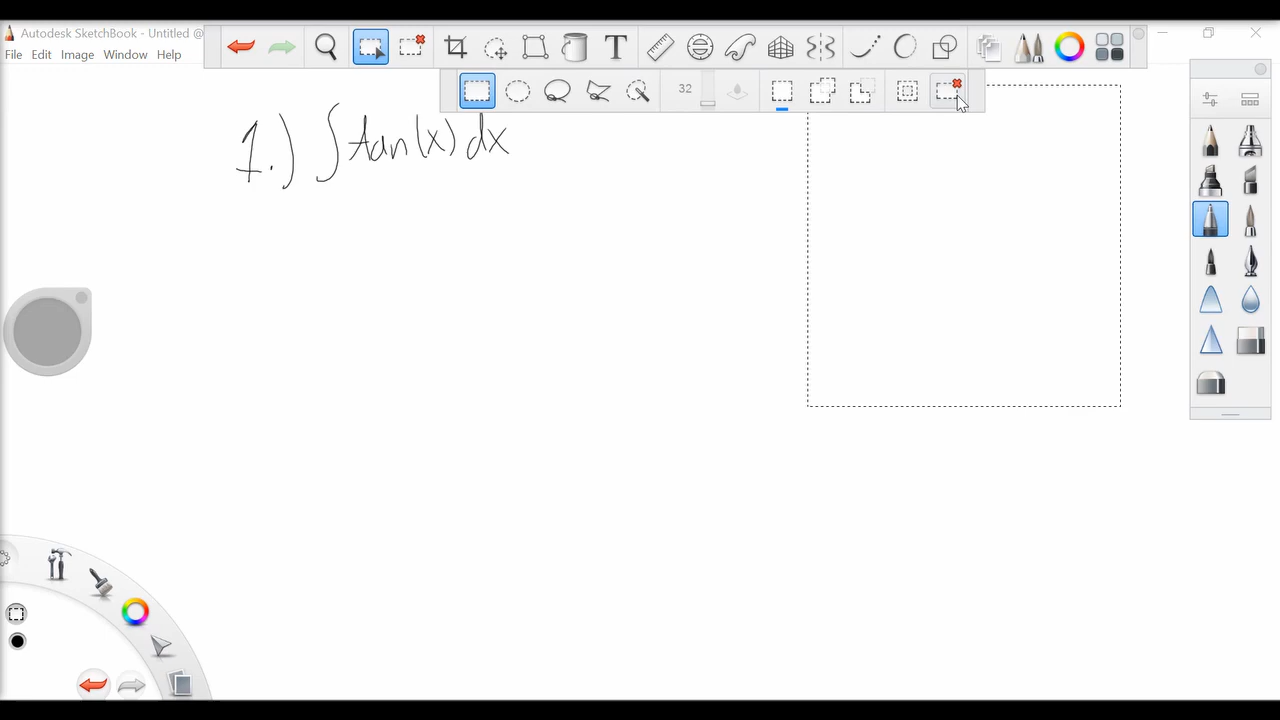 Autodesk SketchBook - Untitled @
File Edit Image Window Help
T
32
1.) ∫tan(x) dx